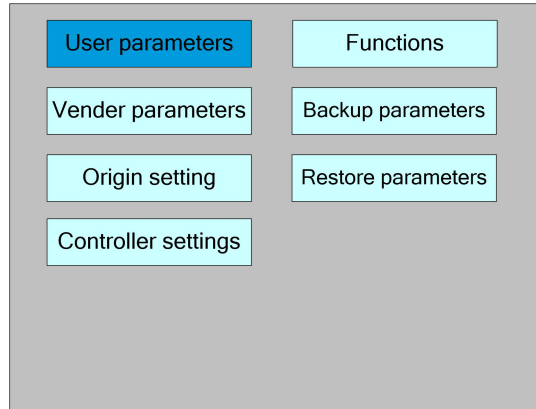 User parameters
Functions
Vender parameters
Backup parameters
Origin setting
Restore parameters
Controller settings